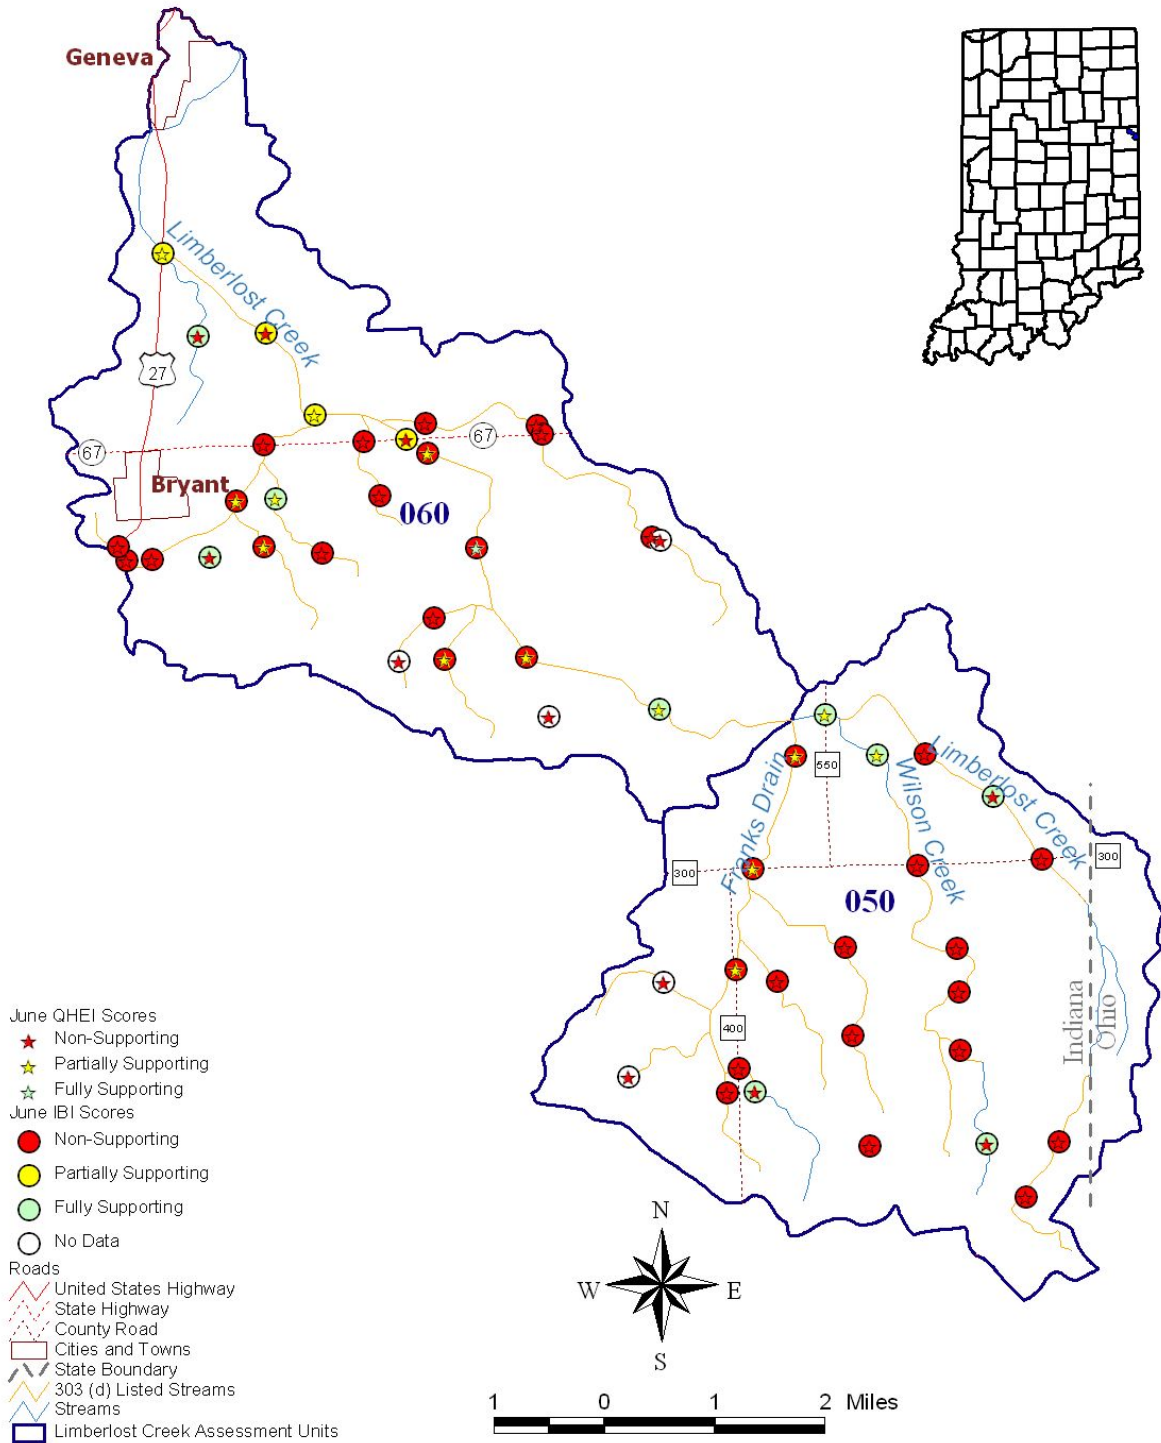 Geneva
Limberlost Creek
27
67
67
Bryant
060
Franks Drain
550
Wilson Creek
Limberlost Creek
300
300
050
400
Indiana
Ohio
June QHEI Scores
Non-Supporting
Partially Supporting
Fully Supporting
June IBI Scores
Non-Supporting
Partially Supporting
Fully Supporting
No Data
Roads
United States Highway
State Highway
County Road
Cities and Towns
State Boundary
303 (d) Listed Streams
Streams
Limberlost Creek Assessment Units
N
W
E
S
1 0 1 2 Miles